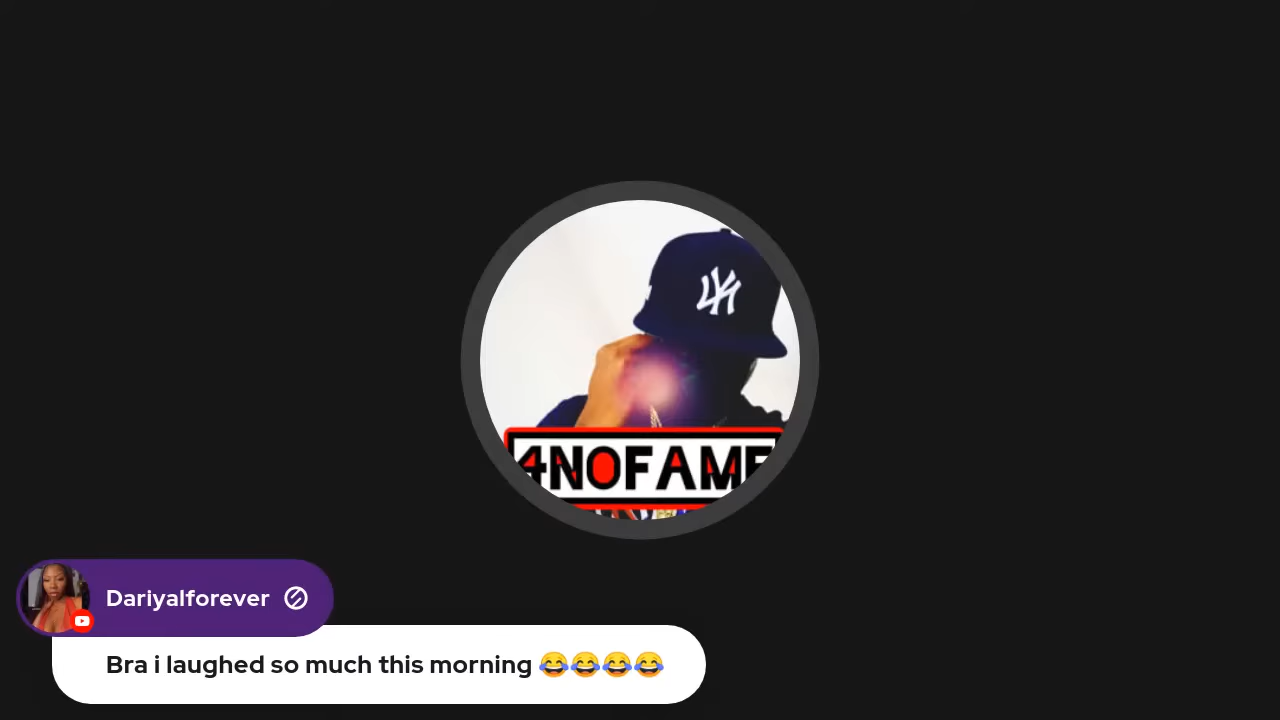 4NOFAME
Dariyalforever
Bra i laughed so much this morning 😂😂😂😂